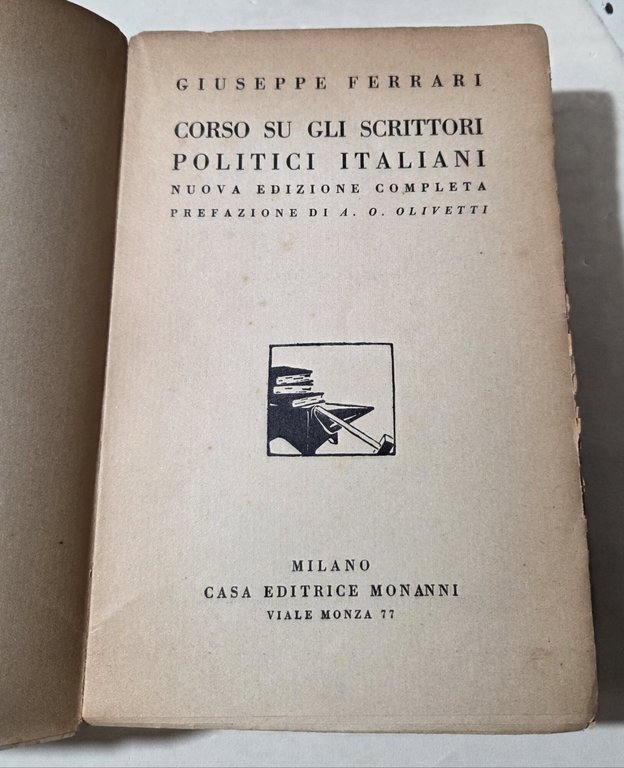 GIUSEPPE FERRARI
CORSO SU GLI SCRITTORI
POLITICI ITALIANI
NUOVA EDIZIONE COMPLETA
PREFAZIONE DI A. O. OLIVETTI
MILANO
CASA EDITRICE MONANNI
VIALE MONZA 77